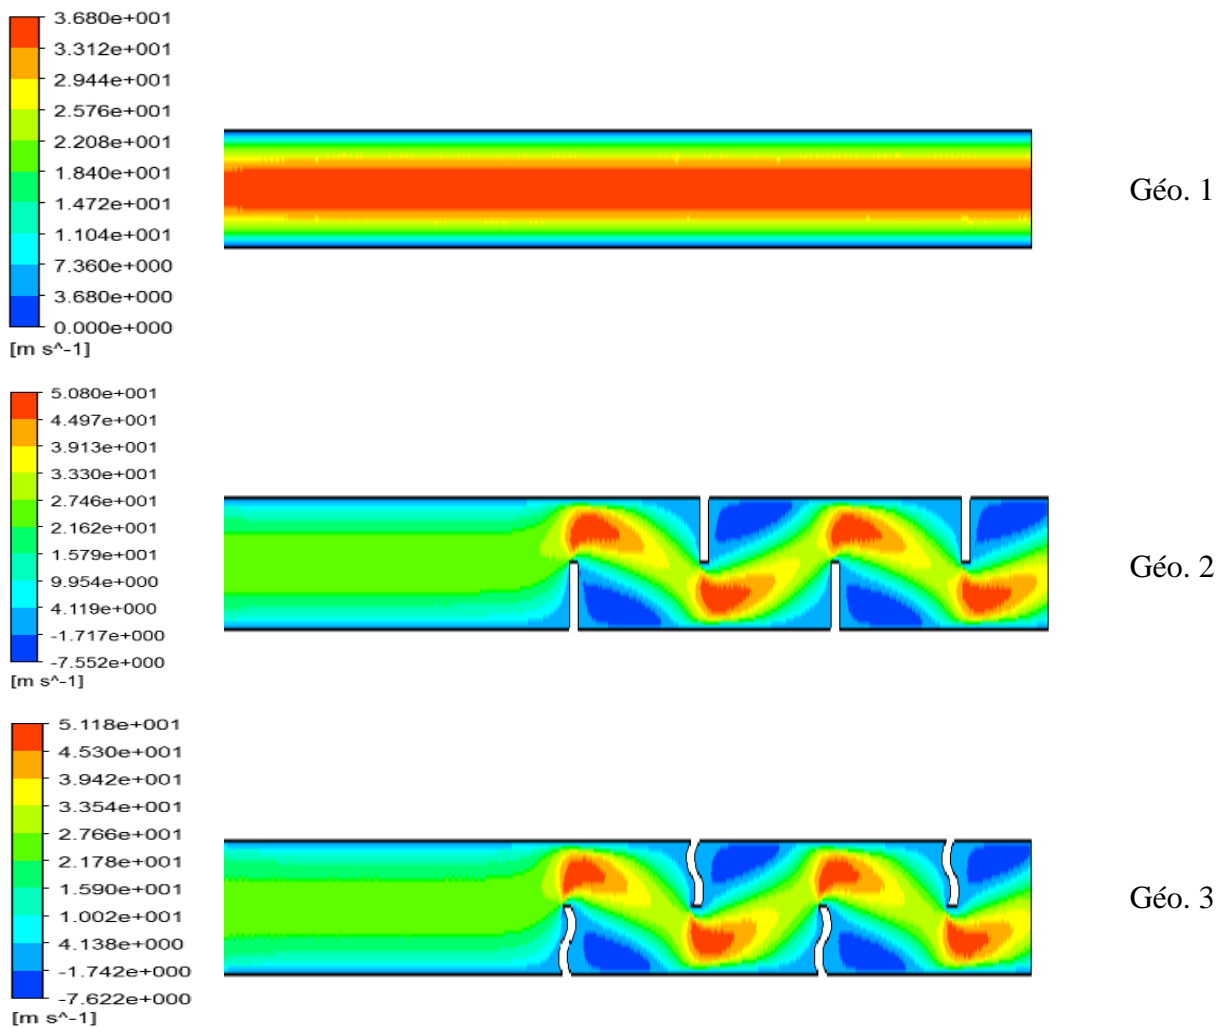 3.680e+001
3.312e+001
2.944e+001
2.576e+001
2.208e+001
1.840e+001
1.472e+001
1.104e+001
7.360e+000
3.680e+000
0.000e+000
[m s^-1]
Géo. 1
5.080e+001
4.497e+001
3.913e+001
3.330e+001
2.746e+001
2.162e+001
1.579e+001
9.954e+000
4.119e+000
-1.717e+000
-7.552e+000
[m s^-1]
Géo. 2
5.118e+001
4.530e+001
3.942e+001
3.354e+001
2.766e+001
2.178e+001
1.590e+001
1.002e+001
4.138e+000
-1.742e+000
-7.622e+000
[m s^-1]
Géo. 3